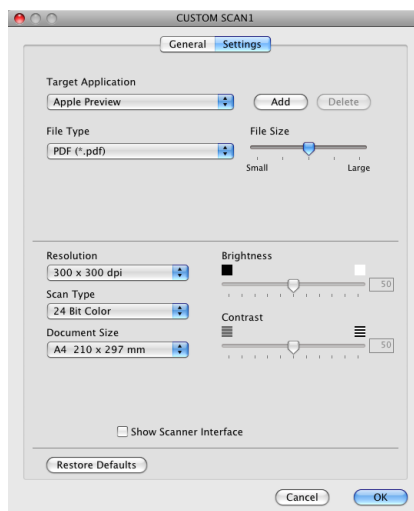 CUSTOM SCAN1
General Settings
Target Application
Apple Preview Add Delete
File Type File Size
PDF (*.pdf)
Small Large
Resolution Brightness
300 x 300 dpi
50
Scan Type
24 Bit Color
Contrast
Document Size
A4 210 x 297 mm 50
Show Scanner Interface
Restore Defaults
Cancel OK